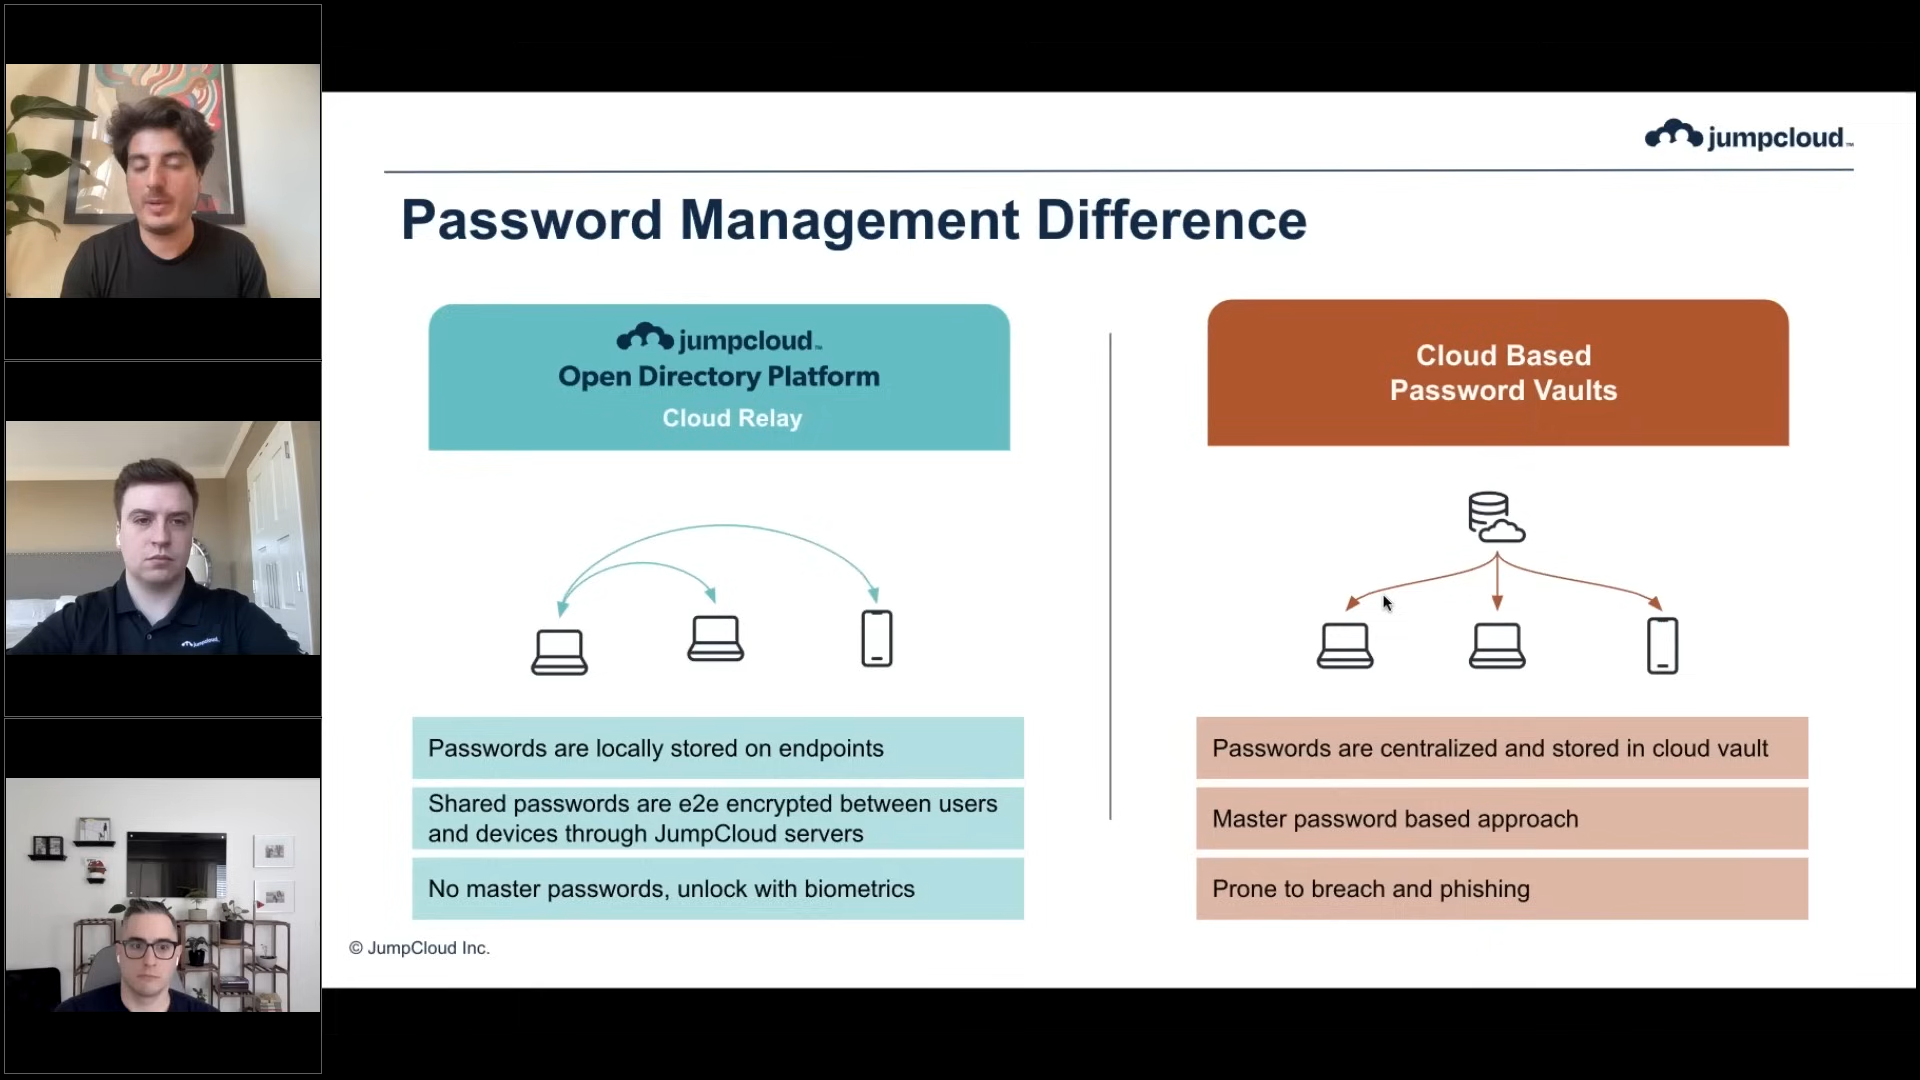 jumpcloud™
Password Management Difference
jumpcloud™
Open Directory Platform
Cloud Relay
Passwords are locally stored on endpoints
Shared passwords are e2e encrypted between users
and devices through JumpCloud servers
No master passwords, unlock with biometrics
Cloud Based
Password Vaults
Passwords are centralized and stored in cloud vault
Master password based approach
Prone to breach and phishing
© JumpCloud Inc.
jumpcloud